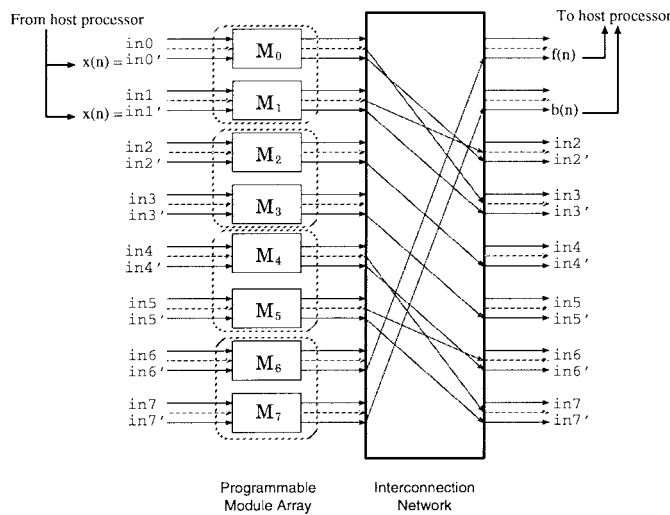 From host processor
To host processor
in0
x(n) = in0'
M0
f(n)
in1
x(n) = in1'
M1
b(n)
in2
in2'
M2
in2
in2'
in3
in3'
M3
in3
in3'
in4
in4'
M4
in4
in4'
in5
in5'
M5
in5
in5'
in6
in6'
M6
in6
in6'
in7
in7'
M7
in7
in7'
Programmable
Module Array
Interconnection
Network